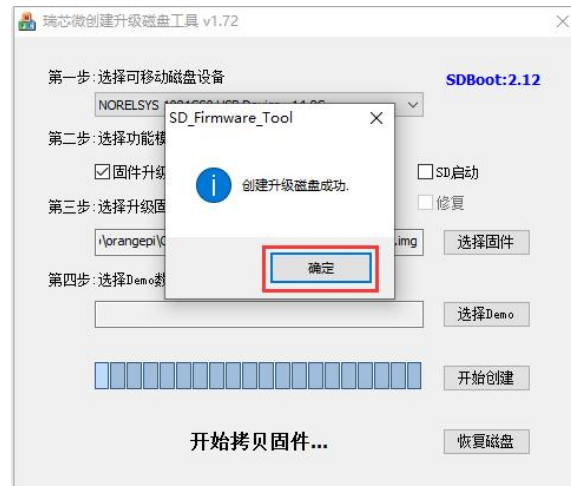 瑞芯微创建升级磁盘工具 v1.72
第一步:选择可移动磁盘设备
SDBoot:2.12
NORELSYS
SD_Firmware_Tool
第二步:选择功能模
固件升级
SD启动
创建升级磁盘成功.
修复
第三步:选择升级固
\orangepi\
.img
选择固件
确定
第四步:选择Demo数
选择Demo
开始创建
开始拷贝固件...
恢复磁盘